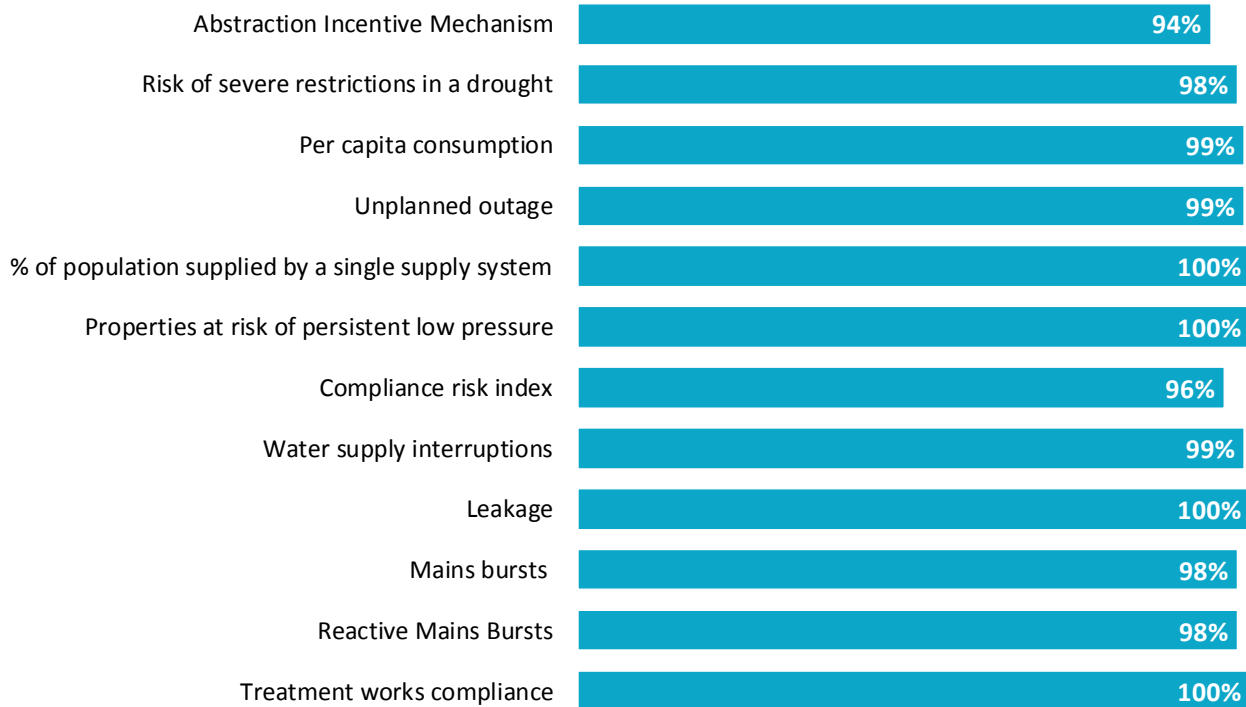 Abstraction Incentive Mechanism 94%
Risk of severe restrictions in a drought 98%
Per capita consumption 99%
Unplanned outage 99%
% of population supplied by a single supply system 100%
Properties at risk of persistent low pressure 100%
Compliance risk index 96%
Water supply interruptions 99%
Leakage 100%
Mains bursts 98%
Reactive Mains Bursts 98%
Treatment works compliance 100%